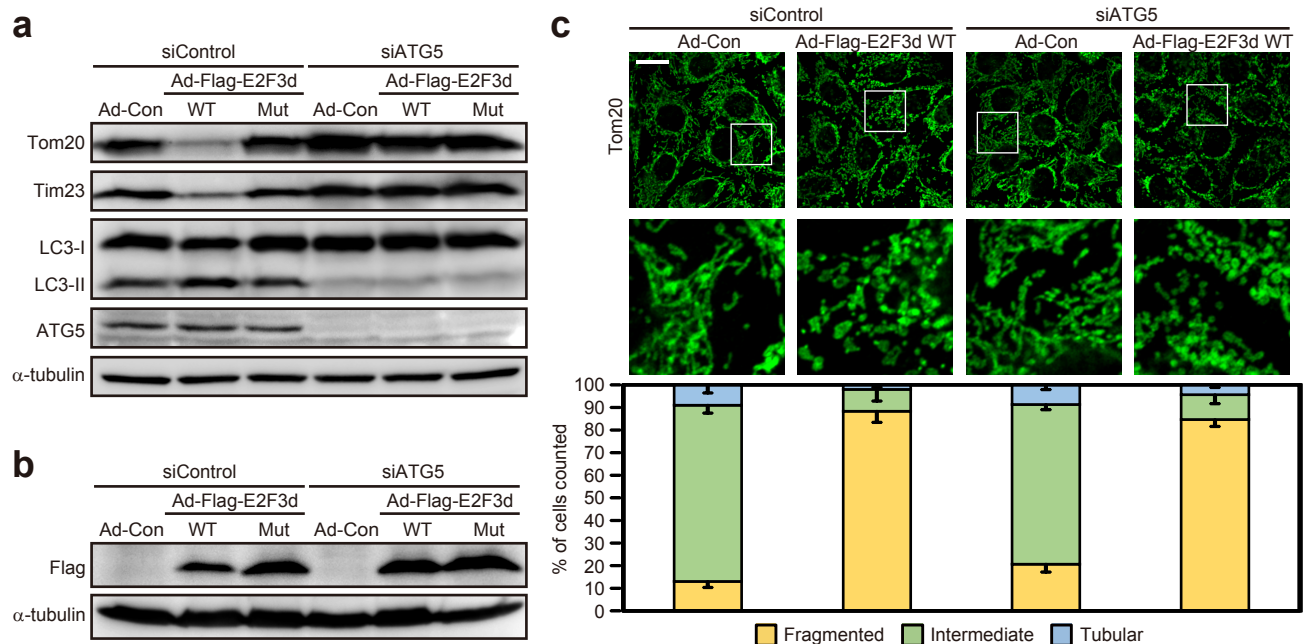 a
siControl siATG5
Ad-Flag-E2F3d Ad-Flag-E2F3d
Ad-Con WT Mut Ad-Con WT Mut
Tom20
Tim23
LC3-I
LC3-II
ATG5
α-tubulin
b
siControl siATG5
Ad-Flag-E2F3d Ad-Flag-E2F3d
Ad-Con WT Mut Ad-Con WT Mut
Flag
α-tubulin
c
siControl siATG5
Ad-Con Ad-Flag-E2F3d WT Ad-Con Ad-Flag-E2F3d WT
Tom20
% of cells counted
100
90
80
70
60
50
40
30
20
10
0
Fragmented Intermediate Tubular